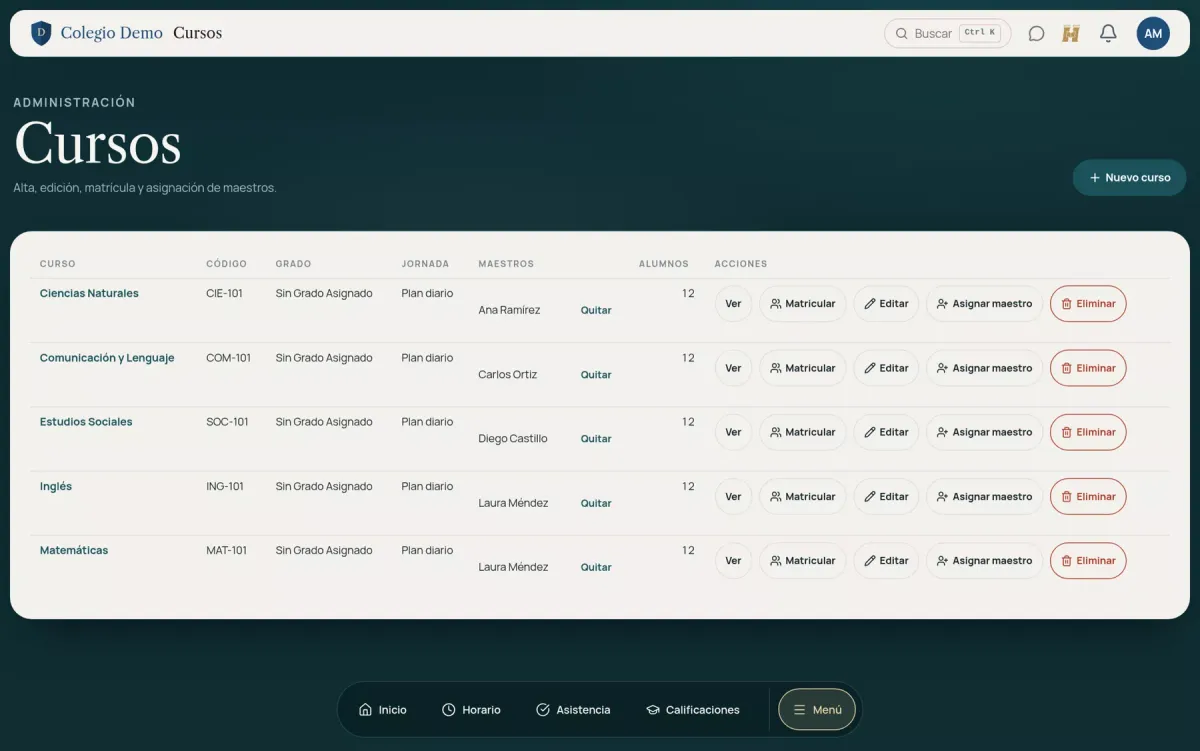 D Colegio Demo Cursos Buscar Ctrl K H AM
ADMINISTRACIÓN
Cursos
Alta, edición, matrícula y asignación de maestros.
+ Nuevo curso
CURSO CÓDIGO GRADO JORNADA MAESTROS ALUMNOS ACCIONES
Ciencias Naturales CIE-101 Sin Grado Asignado Plan diario Ana Ramírez Quitar 12 Ver Matricular Editar Asignar maestro Eliminar
Comunicación y Lenguaje COM-101 Sin Grado Asignado Plan diario Carlos Ortiz Quitar 12 Ver Matricular Editar Asignar maestro Eliminar
Estudios Sociales SOC-101 Sin Grado Asignado Plan diario Diego Castillo Quitar 12 Ver Matricular Editar Asignar maestro Eliminar
Inglés ING-101 Sin Grado Asignado Plan diario Laura Méndez Quitar 12 Ver Matricular Editar Asignar maestro Eliminar
Matemáticas MAT-101 Sin Grado Asignado Plan diario Laura Méndez Quitar 12 Ver Matricular Editar Asignar maestro Eliminar
Inicio Horario Asistencia Calificaciones Menú